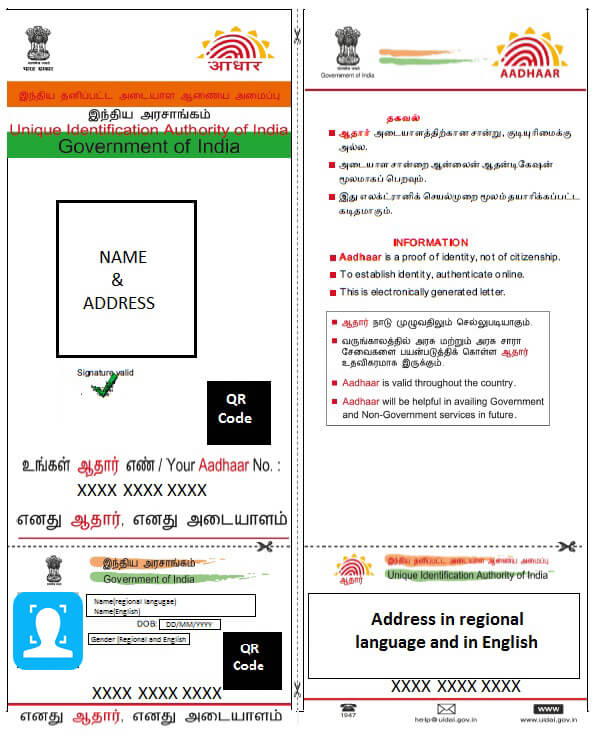 भारत सरकार
आधार
இந்திய தனிப்பட்ட அடையாள ஆணைய அமைப்பு
இந்திய அரசாங்கம்
Unique Identification Authority of India
Government of India
NAME
&
ADDRESS
Signature valid
QR
Code
உங்கள் ஆதார் எண் / Your Aadhaar No. :
XXXX XXXX XXXX
எனது ஆதார், எனது அடையாளம்
இந்திய அரசாங்கம்
Government of India
Name(regional langugae)
Name(English)
DOB: DD/MM/YYYY
Gender (Regional and English
QR
Code
XXXX XXXX XXXX
எனது ஆதார், எனது அடையாளம்
Government of India
AADHAAR
தகவல்
ஆதார் அடையாளத்திற்கான சான்று, குடியுரிமைக்கு
அல்ல.
அடையாள சான்றை ஆன்லைன் ஆதன்டிகேஷன்
மூலமாகப் பெறவும்.
இது எலக்ட்ரானிக் செயல்முறை மூலம் தயாரிக்கப்பட்ட
கடிதமாகும்.
INFORMATION
Aadhaar is a proof of identity, not of citizenship.
To establish identity, authenticate online.
This is electronically generated letter.
ஆதார் நாடு முழுவதிலும் செல்லுபடியாகும்.
வருங்காலத்தில் அரசு மற்றும் அரசு சாரா
சேவைகளை பயன்படுத்திக் கொள்ள ஆதார்
உதவிகரமாக இருக்கும்.
Aadhaar is valid throughout the country.
Aadhaar will be helpful in availing Government
and Non-Government services in future.
ஆதார்
இந்திய தனிப்பட்ட அடையாள ஆணைய அமைப்பு
Unique Identification Authority of India
Address in regional
language and in English
XXXX XXXX XXXX
1947
help@uidai.gov.in
www
www.uidai.gov.in